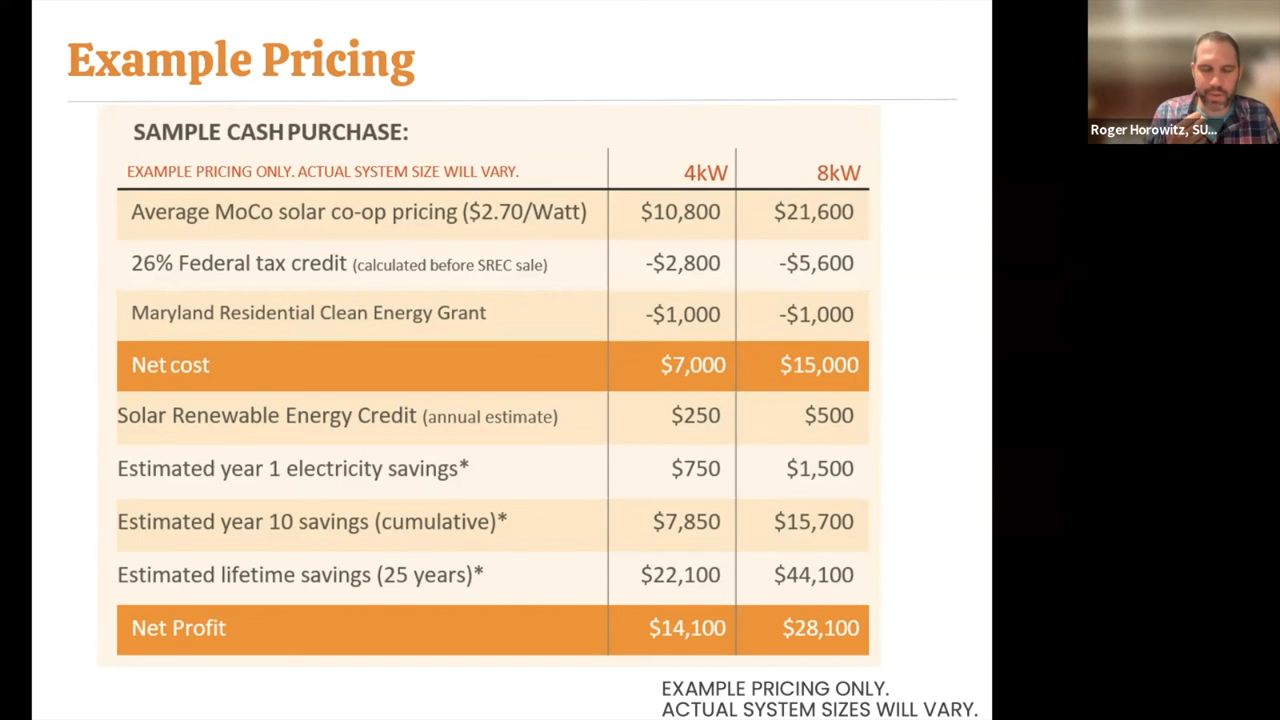 Example Pricing
SAMPLE CASH PURCHASE:
EXAMPLE PRICING ONLY. ACTUAL SYSTEM SIZE WILL VARY. 4kW 8kW
Average MoCo solar co-op pricing ($2.70/Watt) $10,800 $21,600
26% Federal tax credit (calculated before SREC sale) -$2,800 -$5,600
Maryland Residential Clean Energy Grant -$1,000 -$1,000
Net cost $7,000 $15,000
Solar Renewable Energy Credit (annual estimate) $250 $500
Estimated year 1 electricity savings* $750 $1,500
Estimated year 10 savings (cumulative)* $7,850 $15,700
Estimated lifetime savings (25 years)* $22,100 $44,100
Net Profit $14,100 $28,100
EXAMPLE PRICING ONLY.
ACTUAL SYSTEM SIZES WILL VARY.
Roger Horowitz, SU...